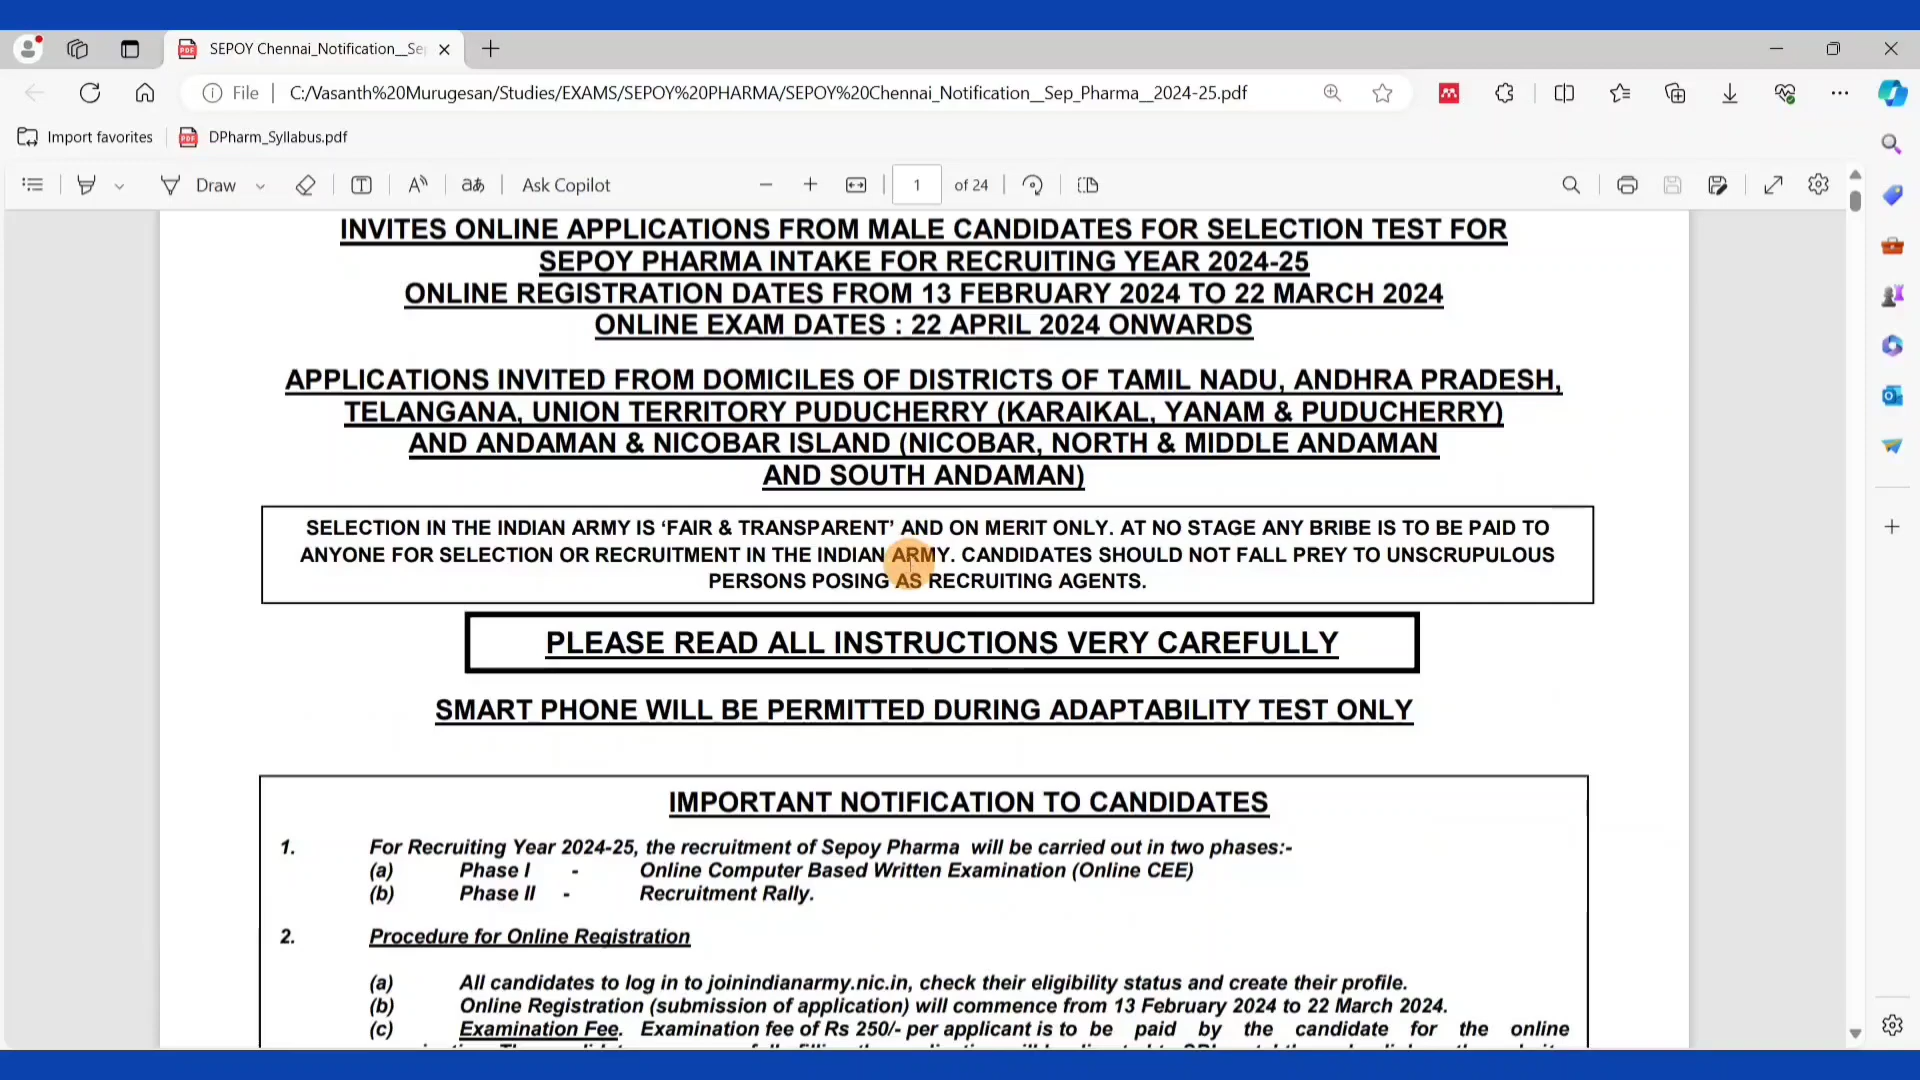 SEPOY Chennai_Notification__Se
File
C:/Vasanth%20Murugesan/Studies/EXAMS/SEPOY%20PHARMA/SEPOY%20Chennai_Notification__Sep_Pharma__2024-25.pdf
Import favorites
DPharm_Syllabus.pdf
Draw
Ask Copilot
1
of 24
INVITES ONLINE APPLICATIONS FROM MALE CANDIDATES FOR SELECTION TEST FOR
SEPOY PHARMA INTAKE FOR RECRUITING YEAR 2024-25
ONLINE REGISTRATION DATES FROM 13 FEBRUARY 2024 TO 22 MARCH 2024
ONLINE EXAM DATES : 22 APRIL 2024 ONWARDS
APPLICATIONS INVITED FROM DOMICILES OF DISTRICTS OF TAMIL NADU, ANDHRA PRADESH,
TELANGANA, UNION TERRITORY PUDUCHERRY (KARAIKAL, YANAM & PUDUCHERRY)
AND ANDAMAN & NICOBAR ISLAND (NICOBAR, NORTH & MIDDLE ANDAMAN
AND SOUTH ANDAMAN)
SELECTION IN THE INDIAN ARMY IS ‘FAIR & TRANSPARENT’ AND ON MERIT ONLY. AT NO STAGE ANY BRIBE IS TO BE PAID TO
ANYONE FOR SELECTION OR RECRUITMENT IN THE INDIAN ARMY. CANDIDATES SHOULD NOT FALL PREY TO UNSCRUPULOUS
PERSONS POSING AS RECRUITING AGENTS.
PLEASE READ ALL INSTRUCTIONS VERY CAREFULLY
SMART PHONE WILL BE PERMITTED DURING ADAPTABILITY TEST ONLY
IMPORTANT NOTIFICATION TO CANDIDATES
1. For Recruiting Year 2024-25, the recruitment of Sepoy Pharma will be carried out in two phases:-
(a) Phase I - Online Computer Based Written Examination (Online CEE)
(b) Phase II - Recruitment Rally.
2. Procedure for Online Registration
(a) All candidates to log in to joinindianarmy.nic.in, check their eligibility status and create their profile.
(b) Online Registration (submission of application) will commence from 13 February 2024 to 22 March 2024.
(c) Examination Fee. Examination fee of Rs 250/- per applicant is to be paid by the candidate for the online